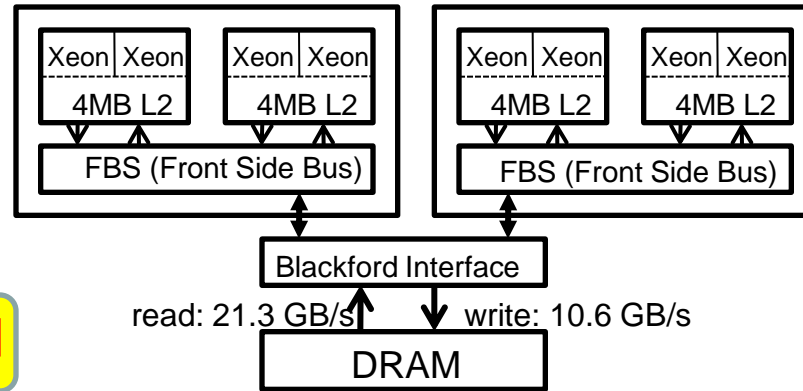 Xeon Xeon Xeon Xeon Xeon Xeon Xeon Xeon
4MB L2 4MB L2 4MB L2 4MB L2
FBS (Front Side Bus) FBS (Front Side Bus)
Blackford Interface
read: 21.3 GB/s write: 10.6 GB/s
DRAM